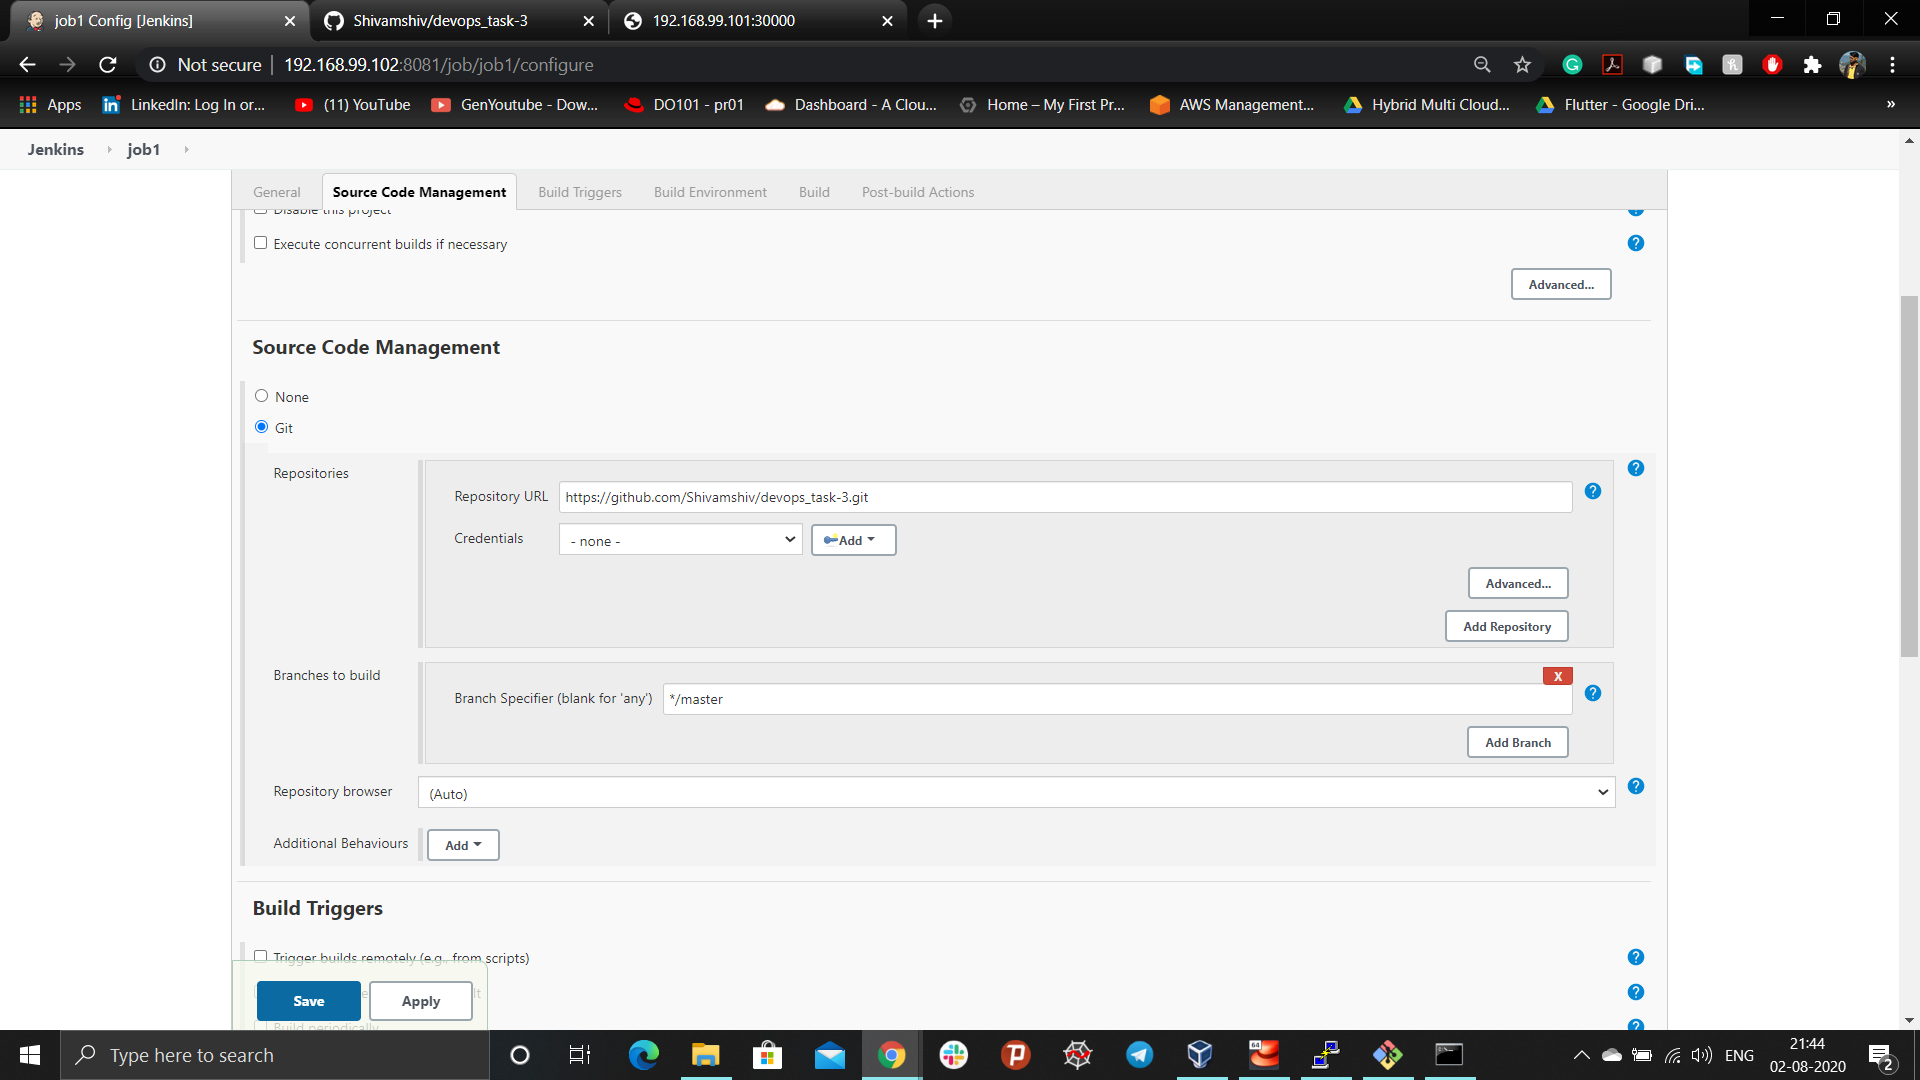 job1 Config [Jenkins]
Shivamshiv/devops_task-3
192.168.99.101:30000
Not secure
192.168.99.102:8081/job/job1/configure
Apps
LinkedIn: Log In or...
(11) YouTube
GenYoutube - Dow...
DO101 - pr01
Dashboard - A Clou...
Home – My First Pr...
AWS Management...
Hybrid Multi Cloud...
Flutter - Google Dri...
»
Jenkins
job1
General
Source Code Management
Build Triggers
Build Environment
Build
Post-build Actions
Disable this project
Execute concurrent builds if necessary
Advanced...
Source Code Management
None
Git
Repositories
Repository URL
https://github.com/Shivamshiv/devops_task-3.git
Credentials
- none -
Add
Advanced...
Add Repository
Branches to build
X
Branch Specifier (blank for 'any')
*/master
Add Branch
Repository browser
(Auto)
Additional Behaviours
Add
Build Triggers
Trigger builds remotely (e.g., from scripts)
Save
Apply
Build periodically
Type here to search
64
ENG
21:44
02-08-2020
2